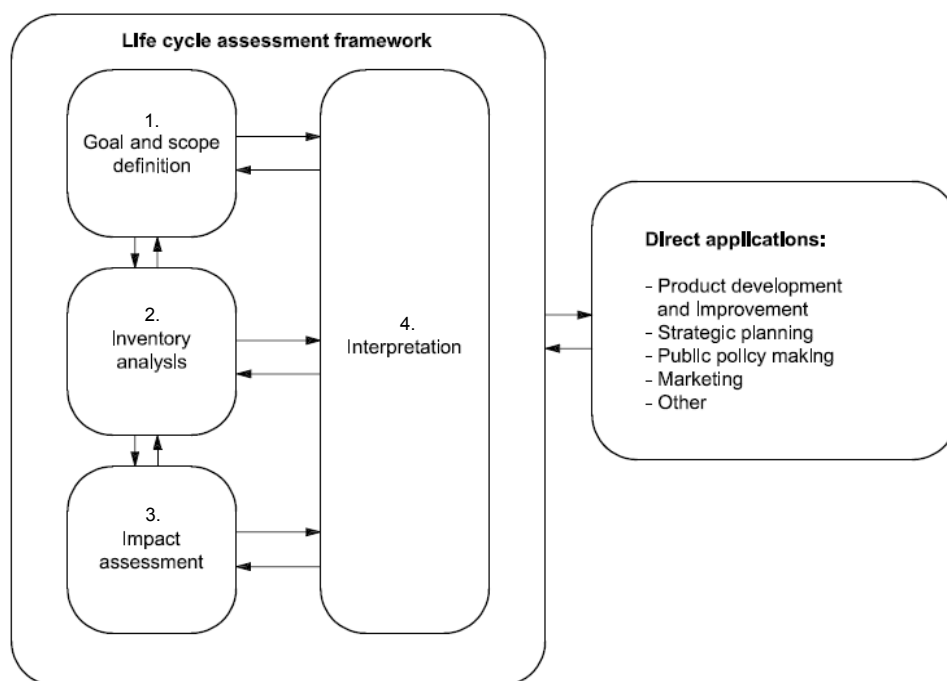 Life cycle assessment framework
1.
Goal and scope
definition
2.
Inventory
analysis
3.
Impact
assessment
4.
Interpretation
Direct applications:
- Product development
and Improvement
- Strategic planning
- Public policy making
- Marketing
- Other